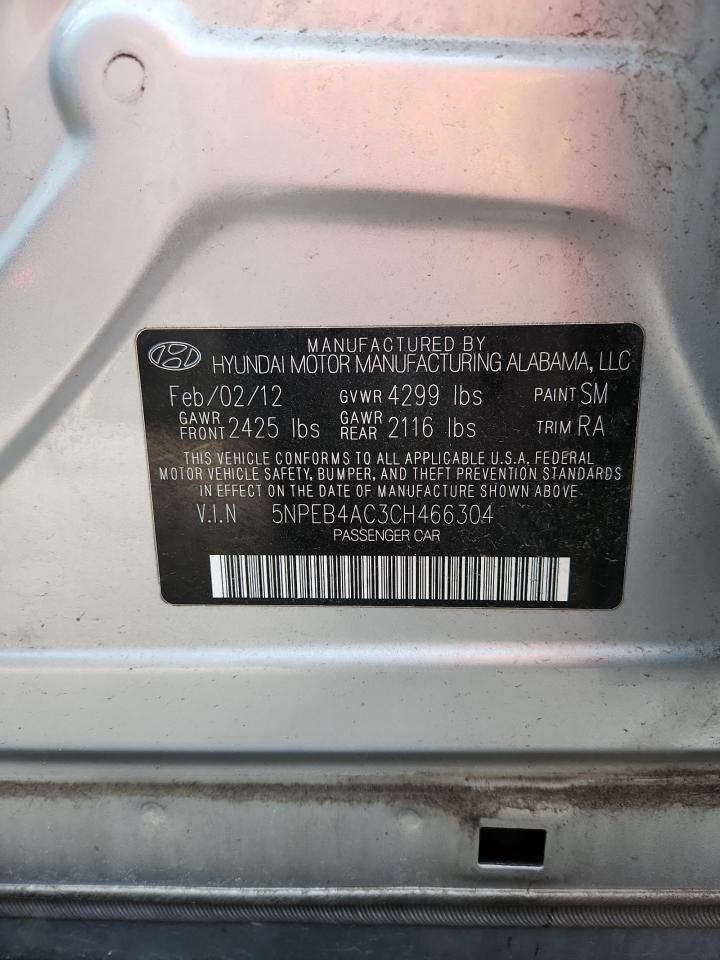 MANUFACTURED BY
HYUNDAI MOTOR MANUFACTURING ALABAMA, LLC
Feb/02/12 GVWR 4299 lbs PAINT SM
GAWR FRONT 2425 lbs GAWR REAR 2116 lbs TRIM RA
THIS VEHICLE CONFORMS TO ALL APPLICABLE U.S.A. FEDERAL
MOTOR VEHICLE SAFETY, BUMPER, AND THEFT PREVENTION STANDARDS
IN EFFECT ON THE DATE OF MANUFACTURE SHOWN ABOVE.
V.I.N 5NPEB4AC3CH466304
PASSENGER CAR